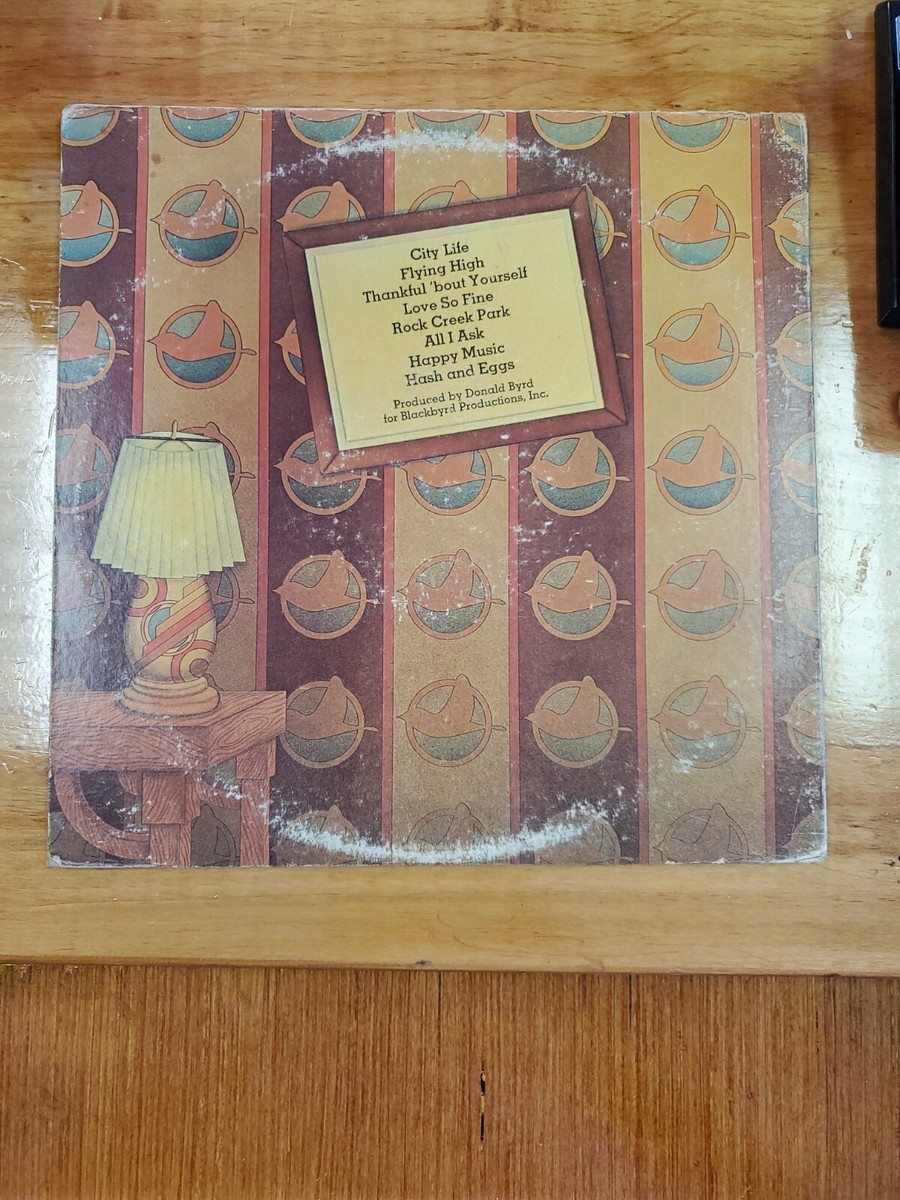 City Life
Flying High
Thankful 'bout Yourself
Love So Fine
Rock Creek Park
All I Ask
Happy Music
Hash and Eggs
Produced by Donald Byrd
for Blackbyrd Productions, Inc.